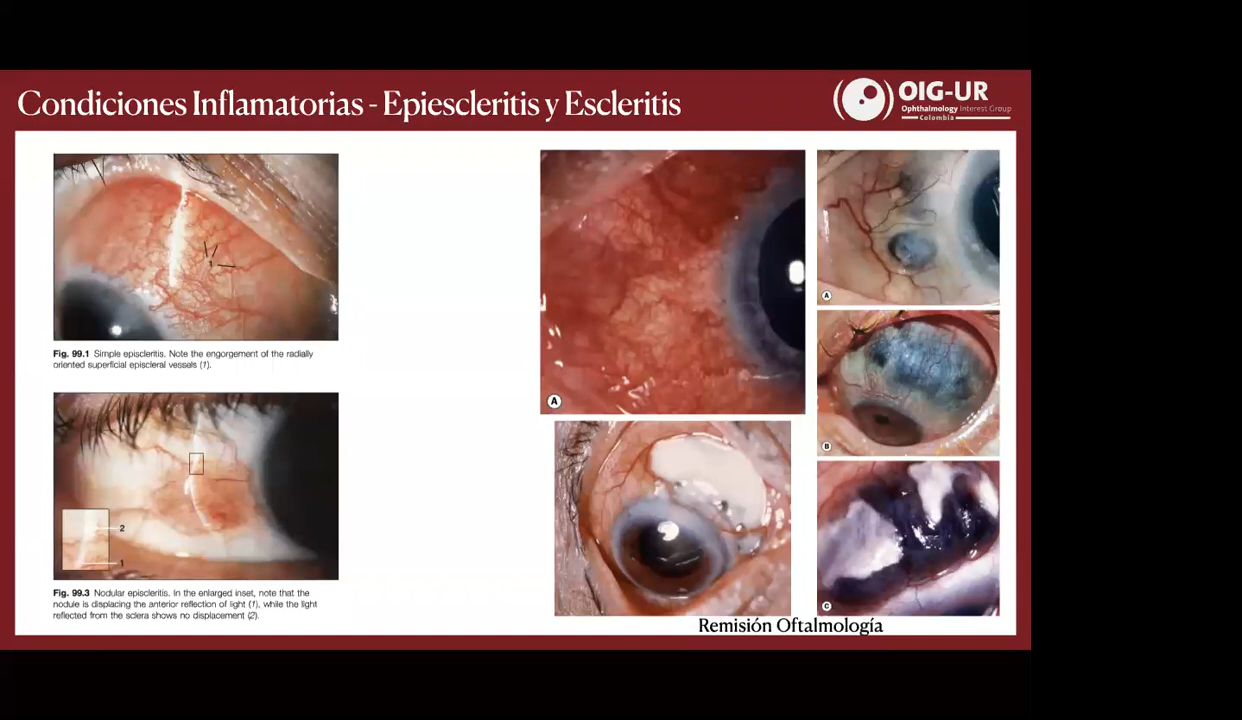 Condiciones Inflamatorias - Epiescleritis y Escleritis
OIG-UR
Ophthalmology Interest Group
Colombia
1
Fig. 99.1 Simple episcleritis. Note the engorgement of the radially
oriented superficial episcleral vessels (1).
2
1
Fig. 99.3 Nodular episcleritis. In the enlarged inset, note that the
nodule is displacing the anterior reflection of light (1), while the light
reflected from the sclera shows no displacement (2).
A
A
B
C
Remisión Oftalmología